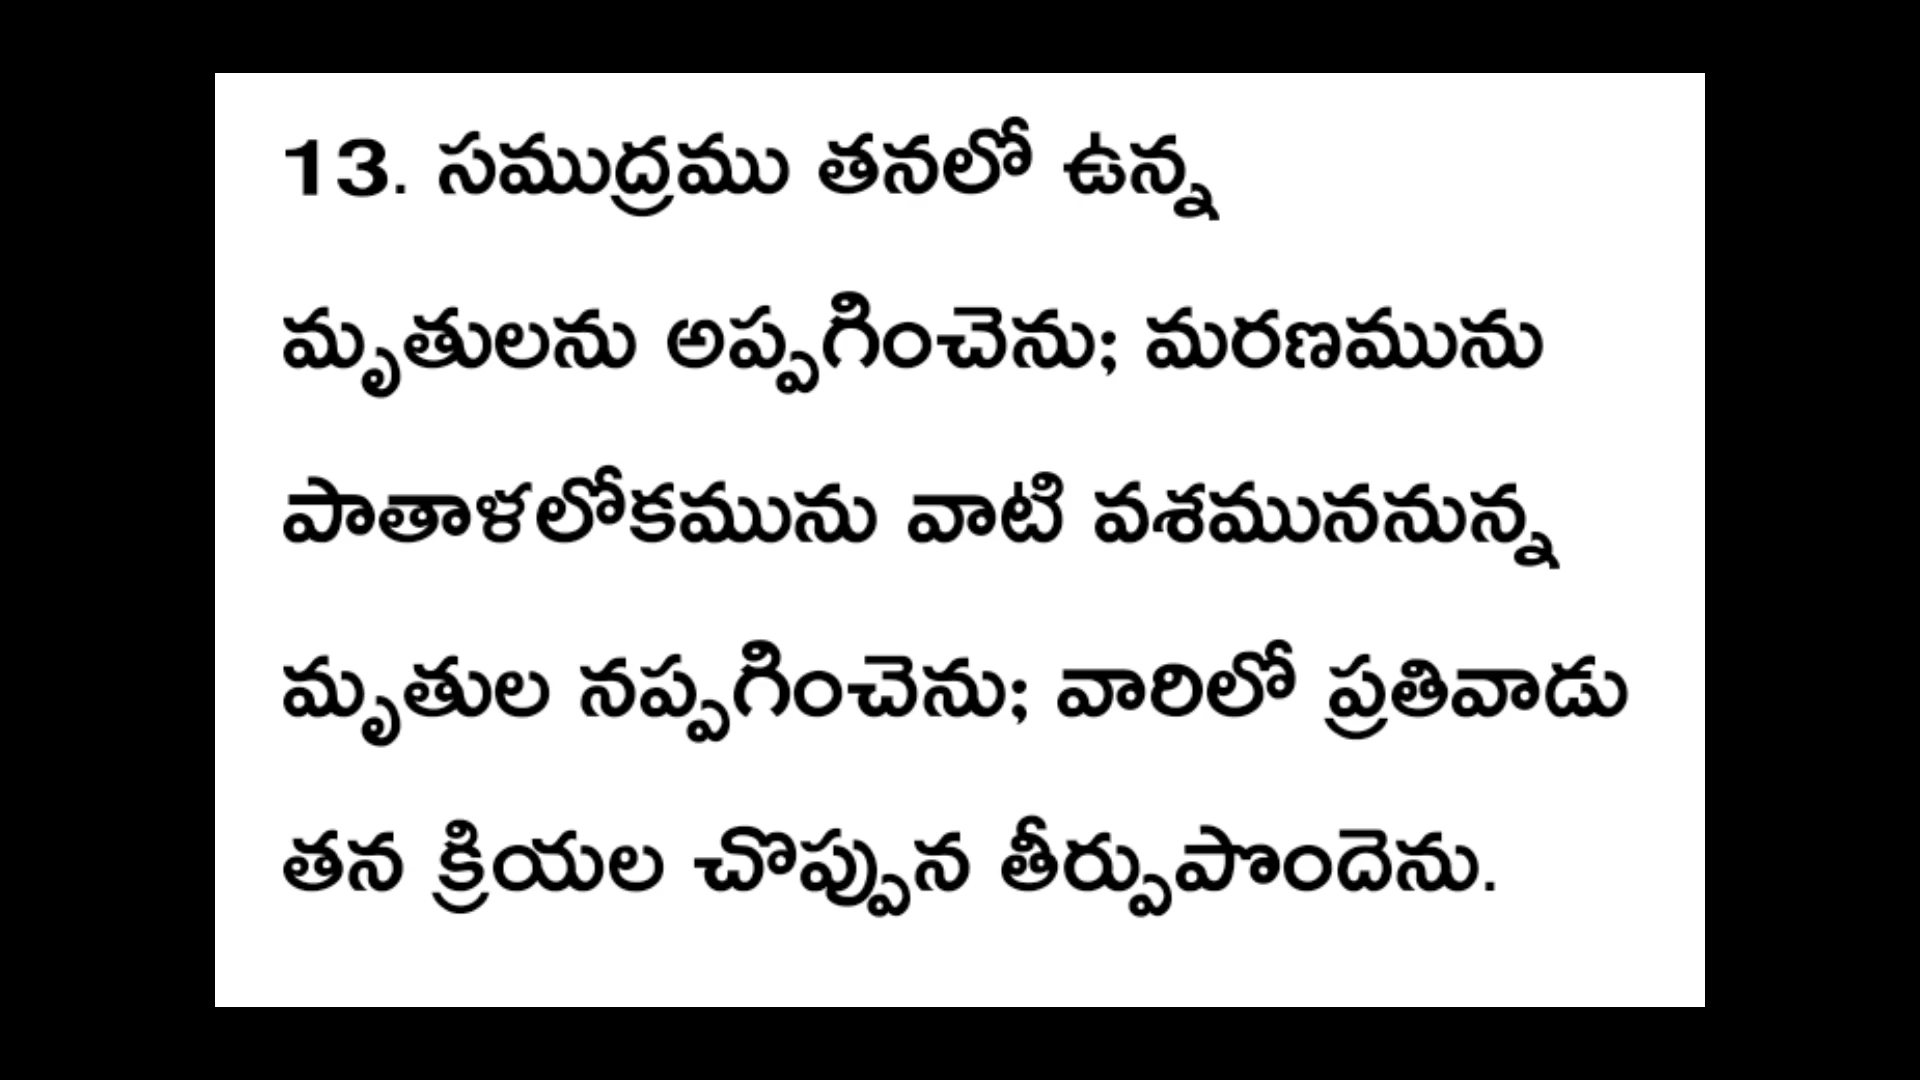 13. సముద్రము తనలో ఉన్న
మృతులను అప్పగించెను; మరణమును
పాతాళలోకమును వాటి వశముననున్న
మృతుల నప్పగించెను; వారిలో ప్రతివాడు
తన క్రియల చొప్పున తీర్పుపొందెను.